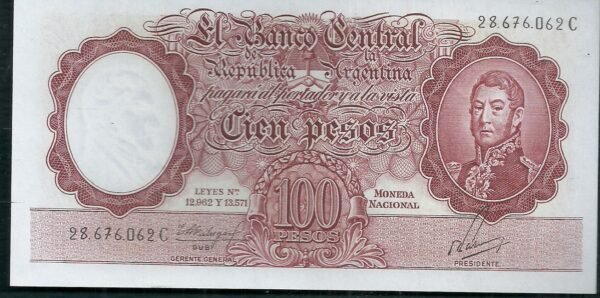 28.676.062 C
El Banco Central
de la
República Argentina
pagará al portador y a la vista
Cien pesos
LEYES Nos
12.962 Y 13.571
100
PESOS
MONEDA
NACIONAL
28.676.062 C
SUB
GERENTE GENERAL
PRESIDENTE